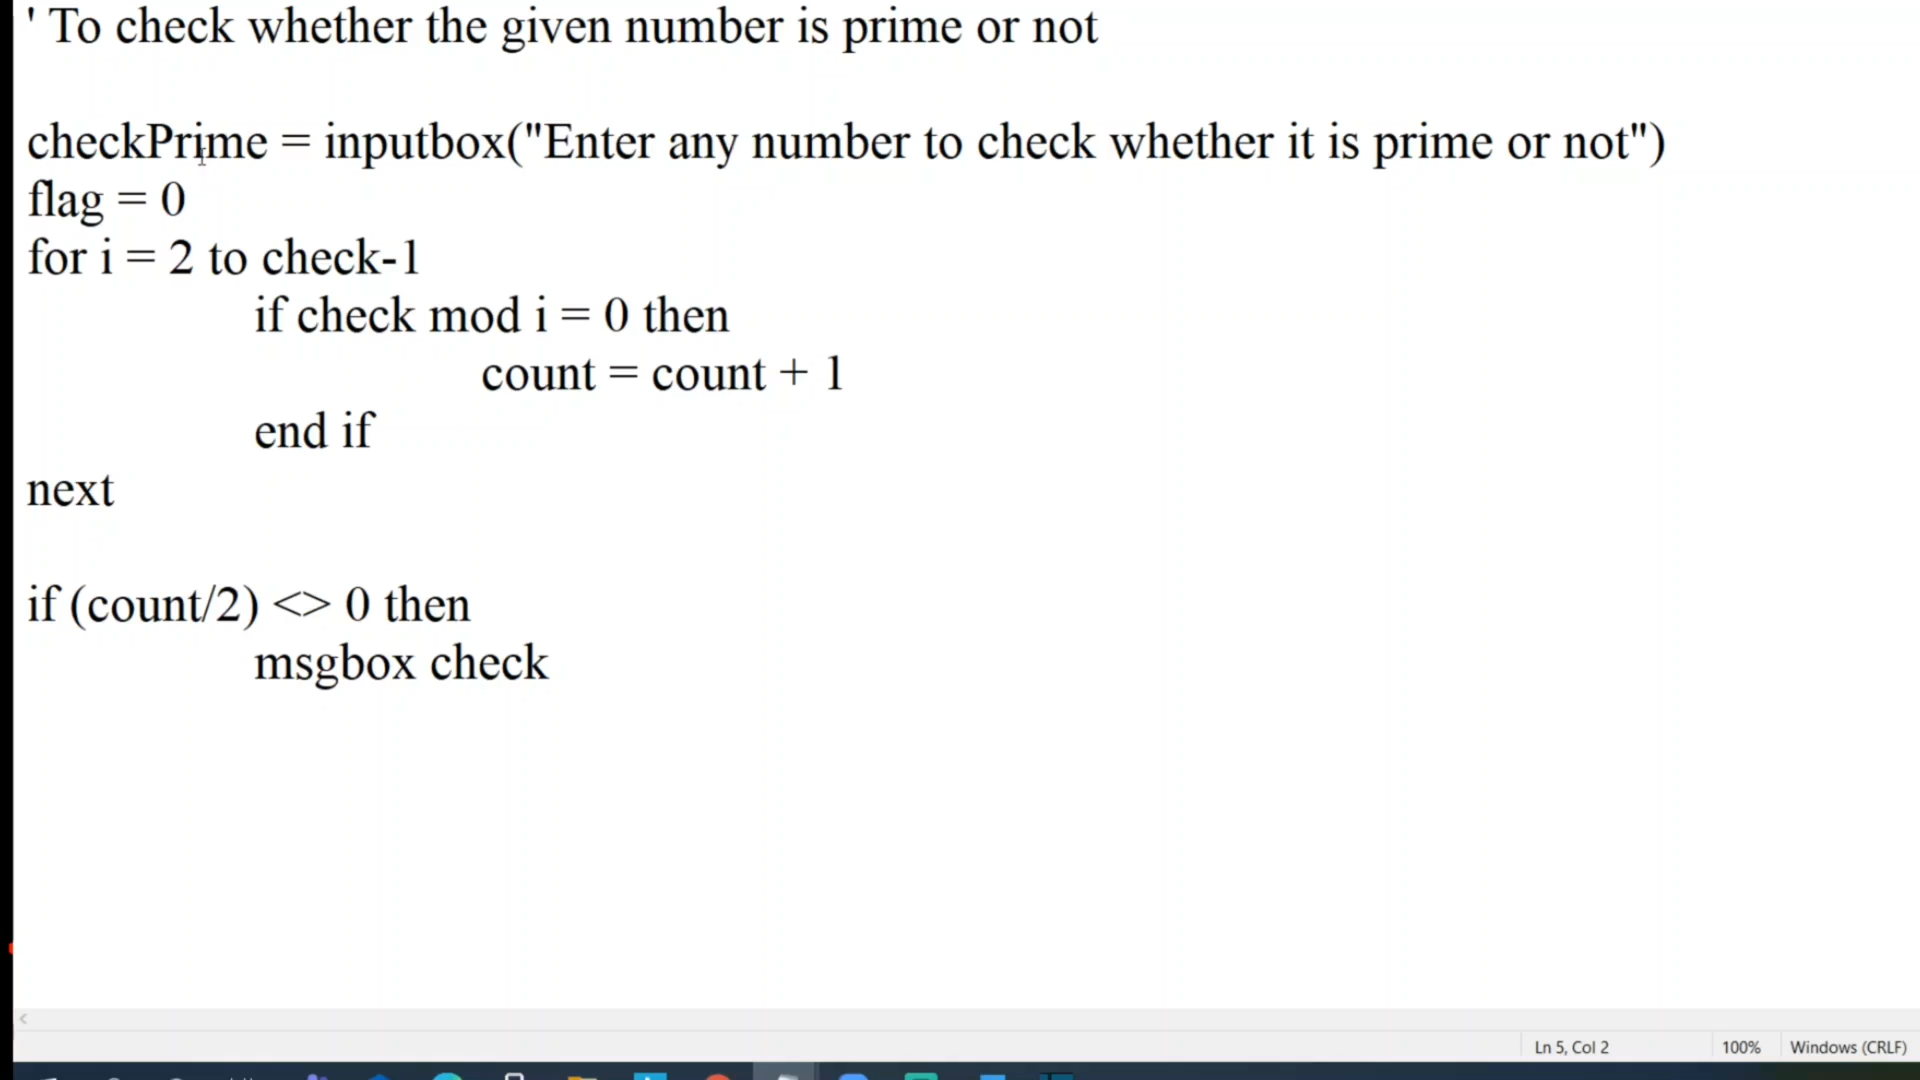 ' To check whether the given number is prime or not
checkPrime = inputbox("Enter any number to check whether it is prime or not")
flag = 0
for i = 2 to check-1
if check mod i = 0 then
count = count + 1
end if
next
if (count/2) <> 0 then
msgbox check
Ln 5, Col 2
100%
Windows (CRLF)